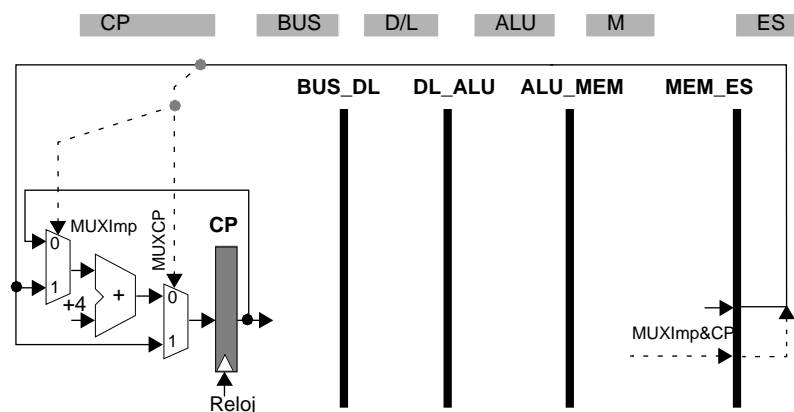 CP BUS D/L ALU M ES
BUS_DL DL_ALU ALU_MEM MEM_ES
MUXImp MUXCP CP
0
1
+4 + 0
1
MUXImp&CP
Reloj